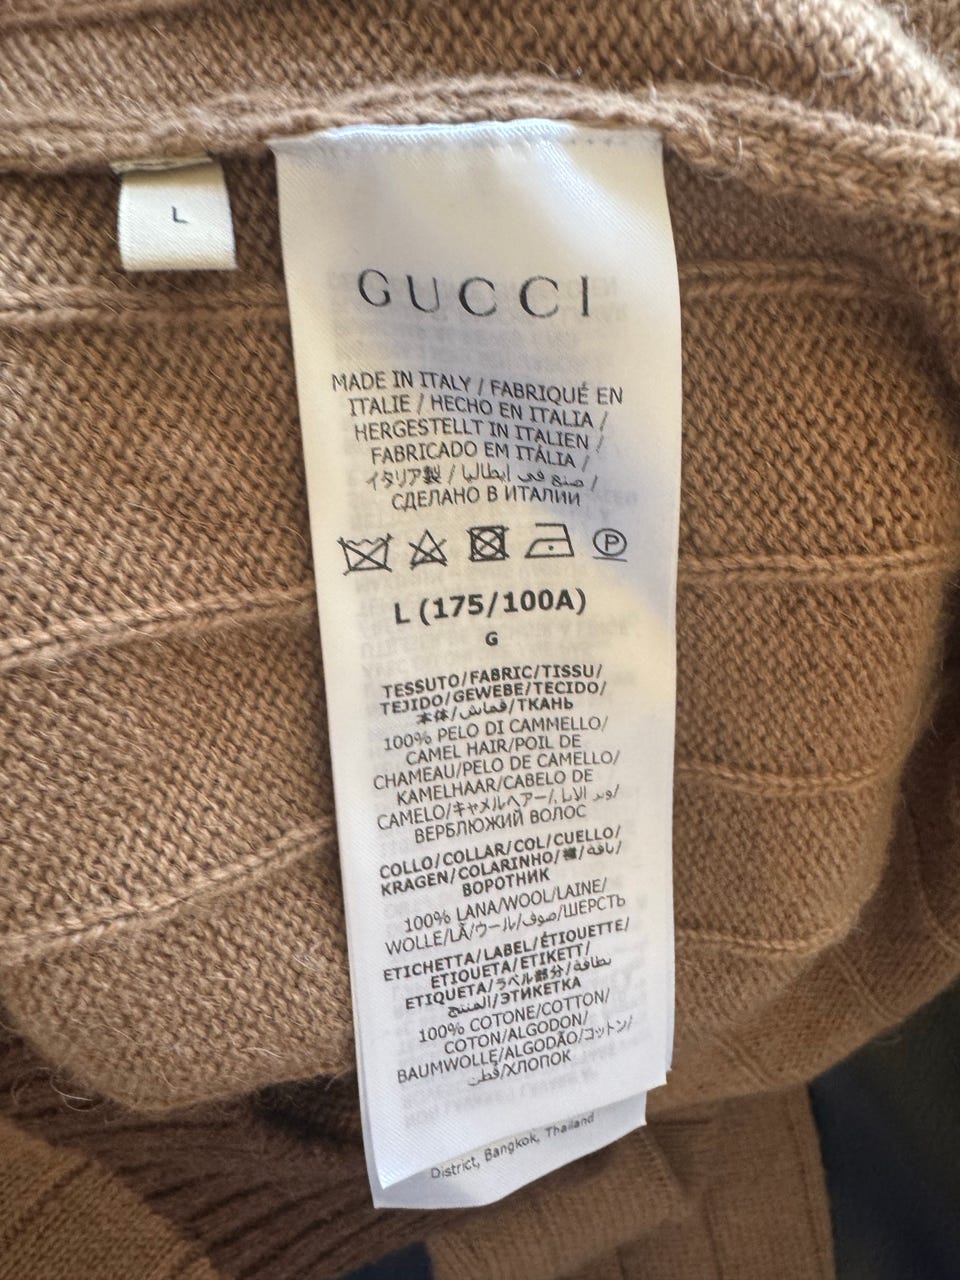 L
GUCCI
MADE IN ITALY / FABRIQUÉ EN
ITALIE / HECHO EN ITALIA /
HERGESTELLT IN ITALIEN /
FABRICADO EM ITÁLIA /
イタリア製 / صنع في ايطاليا /
СДЕЛАНО В ИТАЛИИ
P
L (175/100A)
G
TESSUTO/FABRIC/TISSU/
TEJIDO/GEWEBE/TECIDO/
本体/قماش/ТКАНЬ
100% PELO DI CAMMELLO/
CAMEL HAIR/POIL DE
CHAMEAU/PELO DE CAMELLO/
KAMELHAAR/CABELO DE
CAMELO/キャメルヘアー/وبر الإبل/
ВЕРБЛЮЖИЙ ВОЛОС
COLLO/COLLAR/COL/CUELLO/
KRAGEN/COLARINHO/襟/ياقة/
ВОРОТНИК
100% LANA/WOOL/LAINE/
WOLLE/LÃ/ウール/صوف/ШЕРСТЬ
ETICHETTA/LABEL/ÉTIQUETTE/
ETIQUETA/ETIKETT/
ETIQUETA/ラベル部分/بطاقة
المنتج/ЭТИКЕТКА
100% COTONE/COTTON/
COTON/ALGODON/
BAUMWOLLE/ALGODÃO/コットン/
قطن/ХЛОПОК
District, Bangkok, Thailand